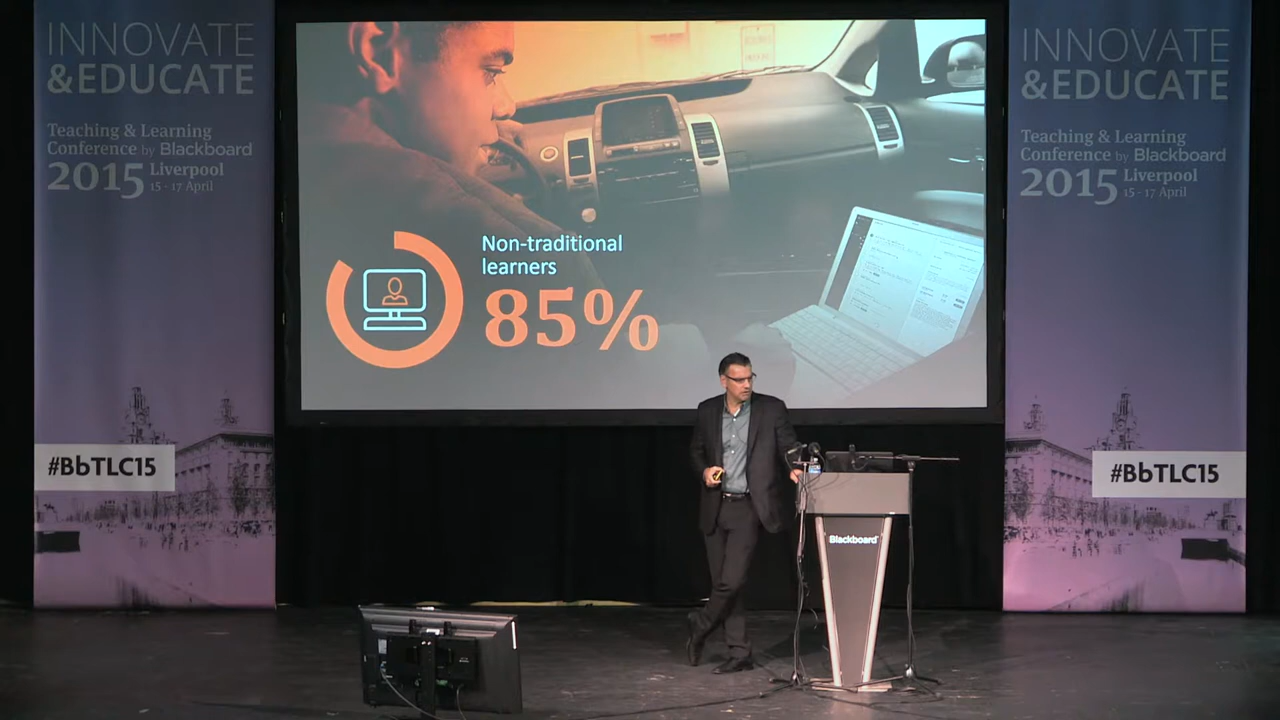 INNOVATE
&EDUCATE
Teaching & Learning
Conference by Blackboard
2015 Liverpool
15 - 17 April
#BbTLC15
Non-traditional
learners
85%
Blackboard
INNOVATE
&EDUCATE
Teaching & Learning
Conference by Blackboard
2015 Liverpool
15 - 17 April
#BbTLC15